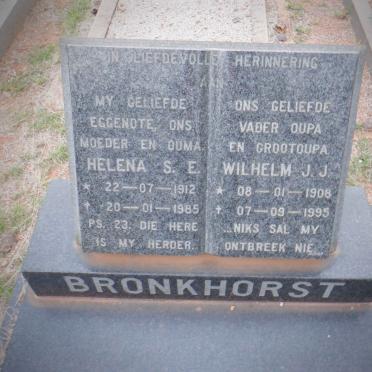 IN LIEFDEVOLLE HERINNERING
AAN
MY GELIEFDE
EGGENOTE, ONS
MOEDER EN OUMA.
HELENA S. E.
* 22-07-1912
† 20-01-1985
PS. 23. DIE HERE
IS MY HERDER.
ONS GELIEFDE
VADER OUPA
EN GROOTOUPA.
WILHELM J. J.
* 08-01-1908
† 07-09-1995
...NIKS SAL MY
ONTBREEK NIE.
BRONKHORST